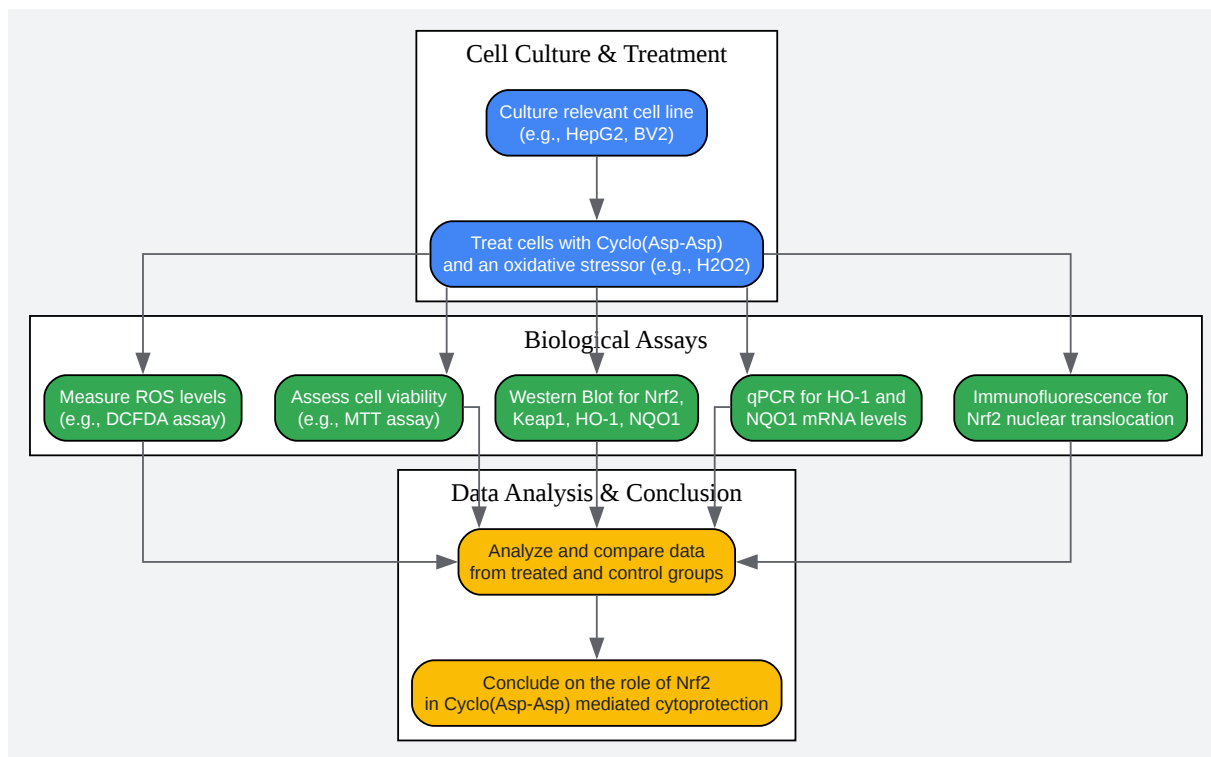 Cell Culture & Treatment
Culture relevant cell line
(e.g., HepG2, BV2)
Treat cells with Cyclo(Asp-Asp)
and an oxidative stressor (e.g., H2O2)
Biological Assays
Measure ROS levels
(e.g., DCFDA assay)
Assess cell viability
(e.g., MTT assay)
Western Blot for Nrf2,
Keap1, HO-1, NQO1
qPCR for HO-1 and
NQO1 mRNA levels
Immunofluorescence for
Nrf2 nuclear translocation
Data Analysis & Conclusion
Analyze and compare data
from treated and control groups
Conclude on the role of Nrf2
in Cyclo(Asp-Asp) mediated cytoprotection